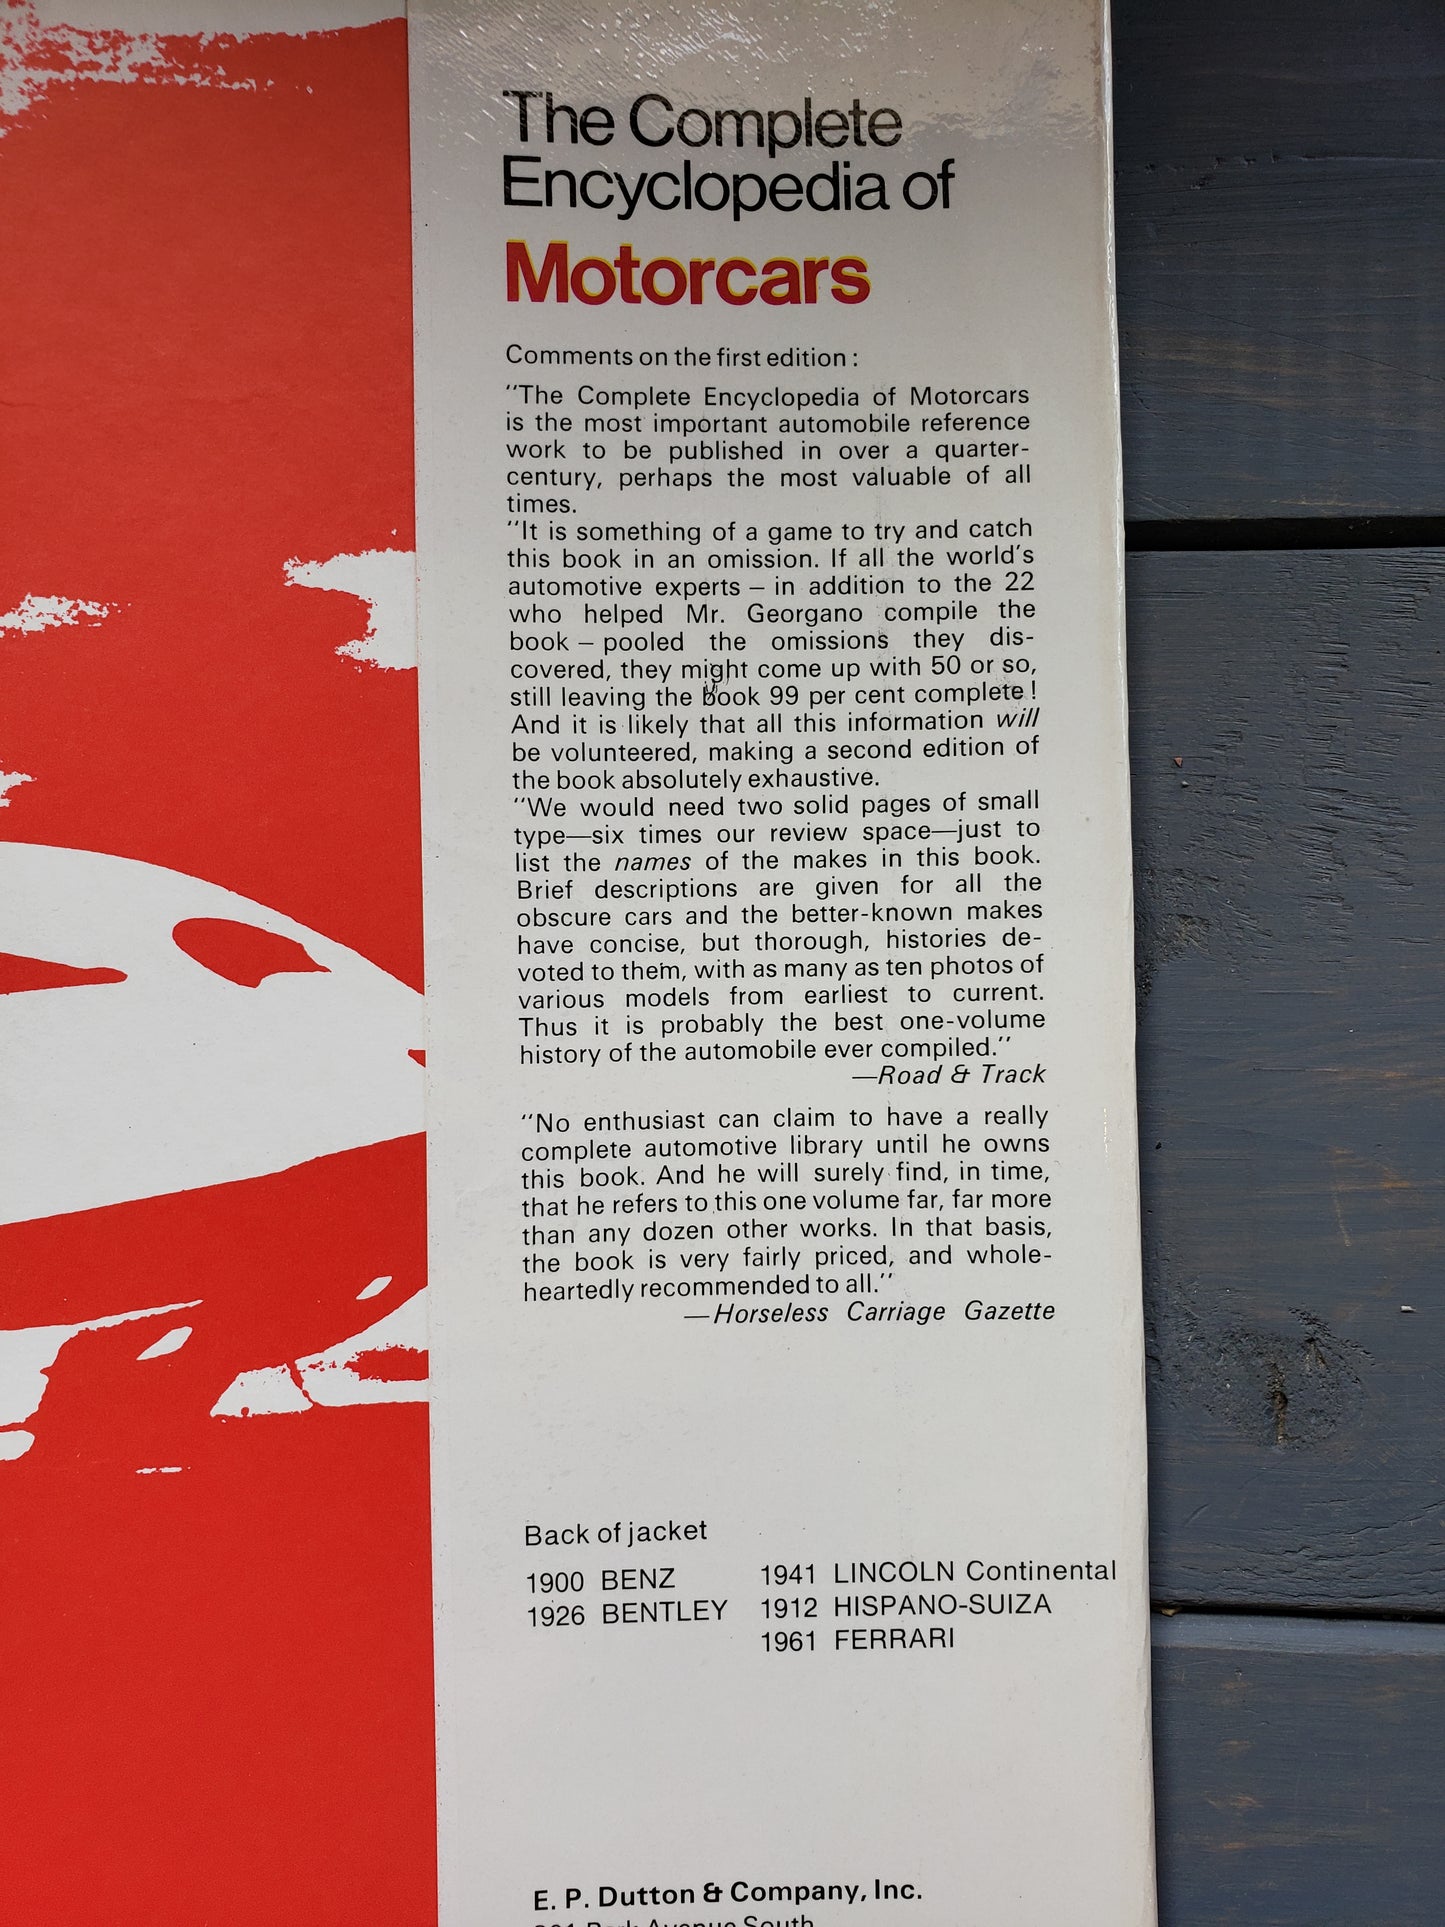 The Complete
Encyclopedia of
Motorcars
Comments on the first edition :
"The Complete Encyclopedia of Motorcars
is the most important automobile reference
work to be published in over a quarter-
century, perhaps the most valuable of all
times.
"It is something of a game to try and catch
this book in an omission. If all the world's
automotive experts – in addition to the 22
who helped Mr. Georgano compile the
book – pooled the omissions they dis-
covered, they might come up with 50 or so,
still leaving the book 99 per cent complete !
And it is likely that all this information will
be volunteered, making a second edition of
the book absolutely exhaustive.
"We would need two solid pages of small
type—six times our review space—just to
list the names of the makes in this book.
Brief descriptions are given for all the
obscure cars and the better-known makes
have concise, but thorough, histories de-
voted to them, with as many as ten photos of
various models from earliest to current.
Thus it is probably the best one-volume
history of the automobile ever compiled."
—Road & Track
"No enthusiast can claim to have a really
complete automotive library until he owns
this book. And he will surely find, in time,
that he refers to this one volume far, far more
than any dozen other works. In that basis,
the book is very fairly priced, and whole-
heartedly recommended to all."
—Horseless Carriage Gazette
Back of jacket
1900 BENZ
1926 BENTLEY
1941 LINCOLN Continental
1912 HISPANO-SUIZA
1961 FERRARI
E. P. Dutton & Company, Inc.
Park Avenue South